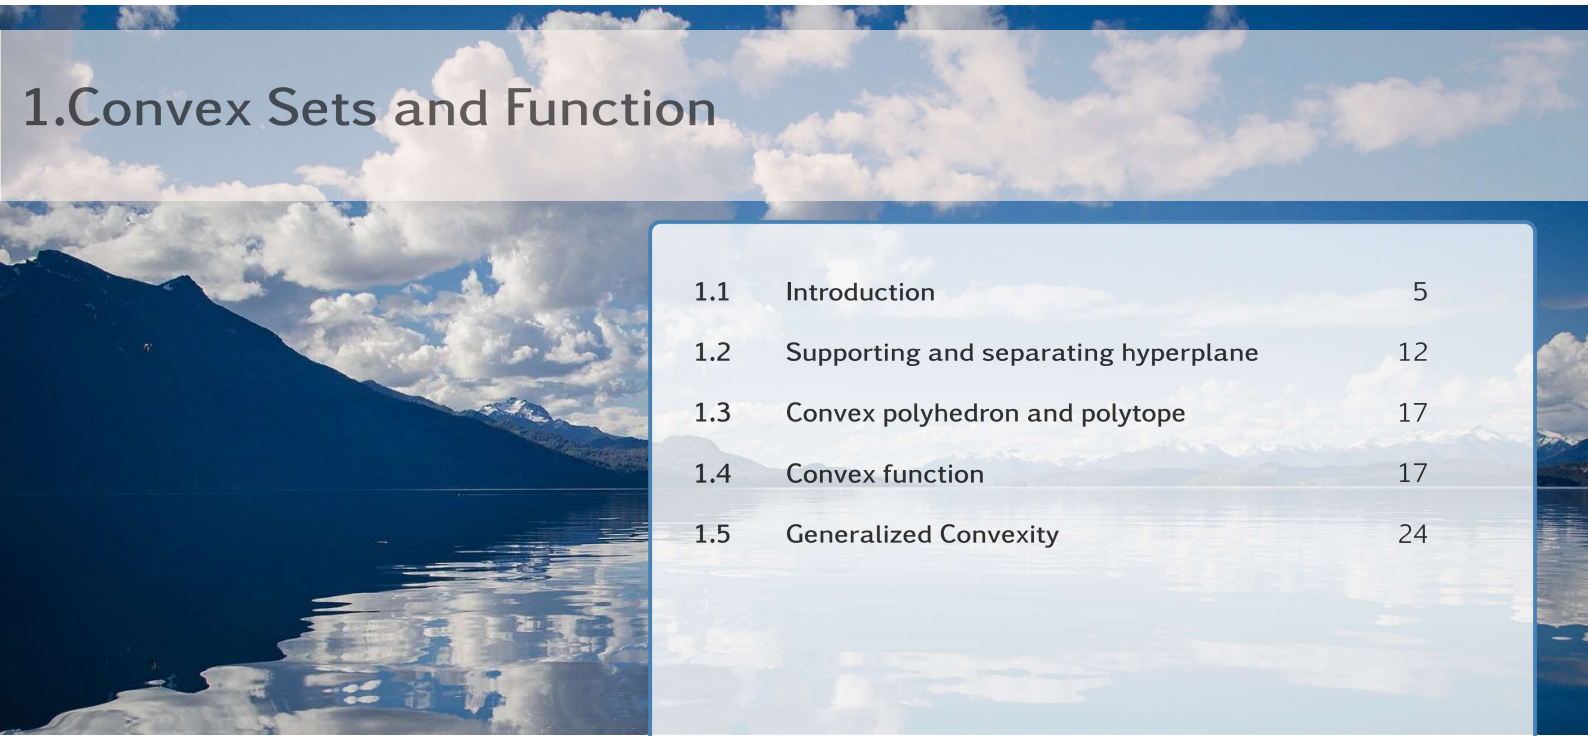 1.Convex Sets and Function
1.1 Introduction 5
1.2 Supporting and separating hyperplane 12
1.3 Convex polyhedron and polytope 17
1.4 Convex function 17
1.5 Generalized Convexity 24